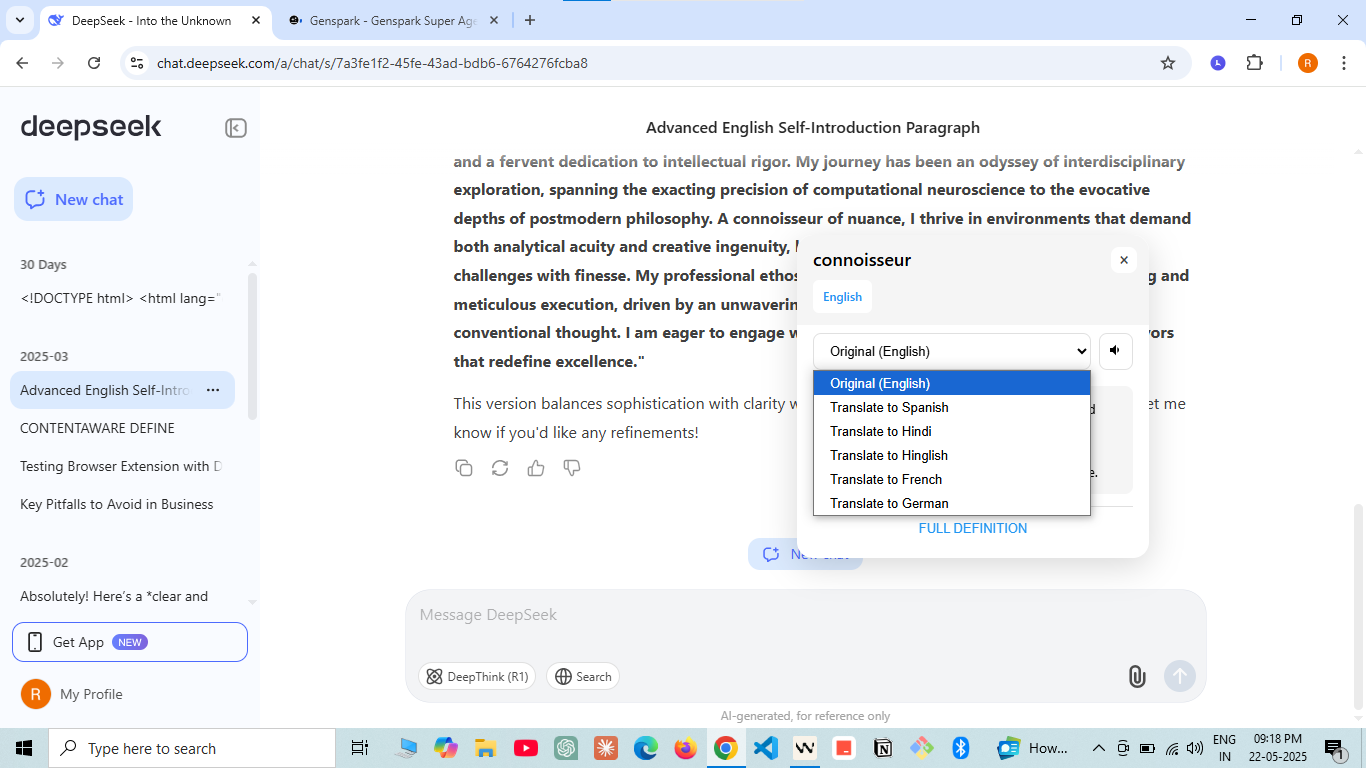 DeepSeek - Into the Unknown
Genspark - Genspark Super Age
chat.deepseek.com/a/chat/s/7a3fe1f2-45fe-43ad-bdb6-6764276fcba8
R
deepseek
New chat
30 Days
<!DOCTYPE html> <html lang="
2025-03
Advanced English Self-Intro
CONTENTAWARE DEFINE
Testing Browser Extension with D
Key Pitfalls to Avoid in Business
2025-02
Absolutely! Here's a *clear and
Get App NEW
R My Profile
Advanced English Self-Introduction Paragraph
and a fervent dedication to intellectual rigor. My journey has been an odyssey of interdisciplinary
exploration, spanning the exacting precision of computational neuroscience to the evocative
depths of postmodern philosophy. A connoisseur of nuance, I thrive in environments that demand
both analytical acuity and creative ingenuity,
challenges with finesse. My professional ethos g and
meticulous execution, driven by an unwaverin
conventional thought. I am eager to engage w vors
that redefine excellence."
This version balances sophistication with clarity w et me
know if you'd like any refinements!
connoisseur
English
Original (English)
Original (English)
Translate to Spanish
Translate to Hindi
Translate to Hinglish
Translate to French
Translate to German
FULL DEFINITION
New chat
Message DeepSeek
DeepThink (R1)
Search
AI-generated, for reference only
Type here to search
How...
ENG
IN
09:18 PM
22-05-2025
1